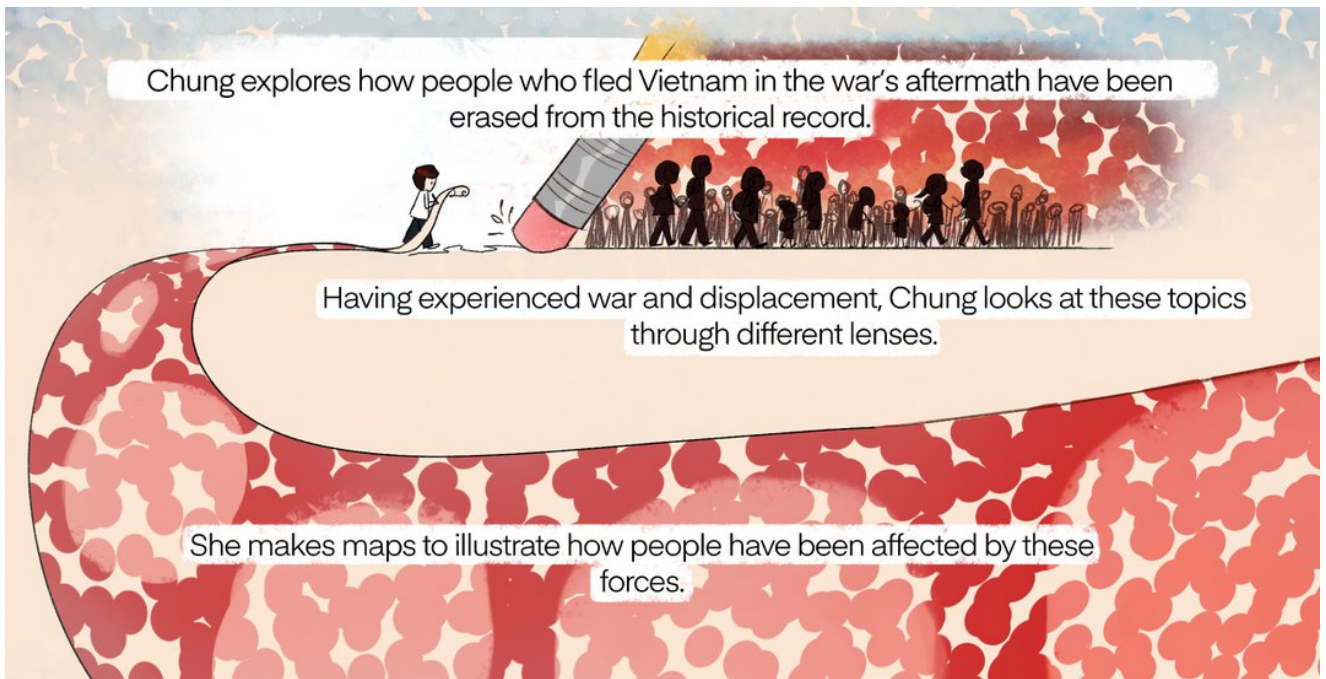 Chung explores how people who fled Vietnam in the war's aftermath have been
erased from the historical record.
Having experienced war and displacement, Chung looks at these topics
through different lenses.
She makes maps to illustrate how people have been affected by these
forces.